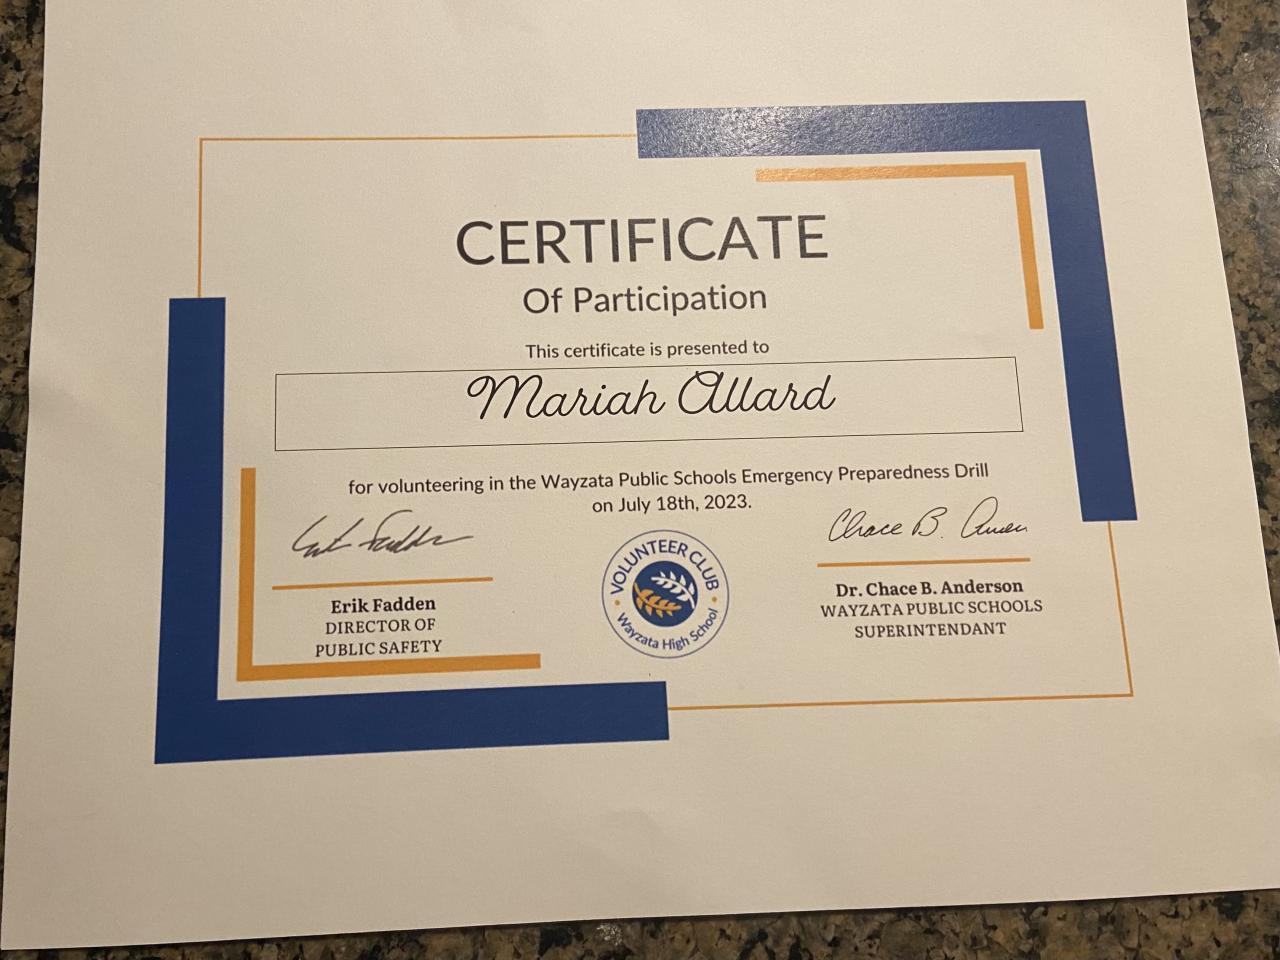 CERTIFICATE
Of Participation
This certificate is presented to
Mariah Allard
for volunteering in the Wayzata Public Schools Emergency Preparedness Drill
on July 18th, 2023.
Erik Fadden
DIRECTOR OF
PUBLIC SAFETY
VOLUNTEER CLUB
Wayzata High School
Chace B.
Dr. Chace B. Anderson
WAYZATA PUBLIC SCHOOLS
SUPERINTENDANT